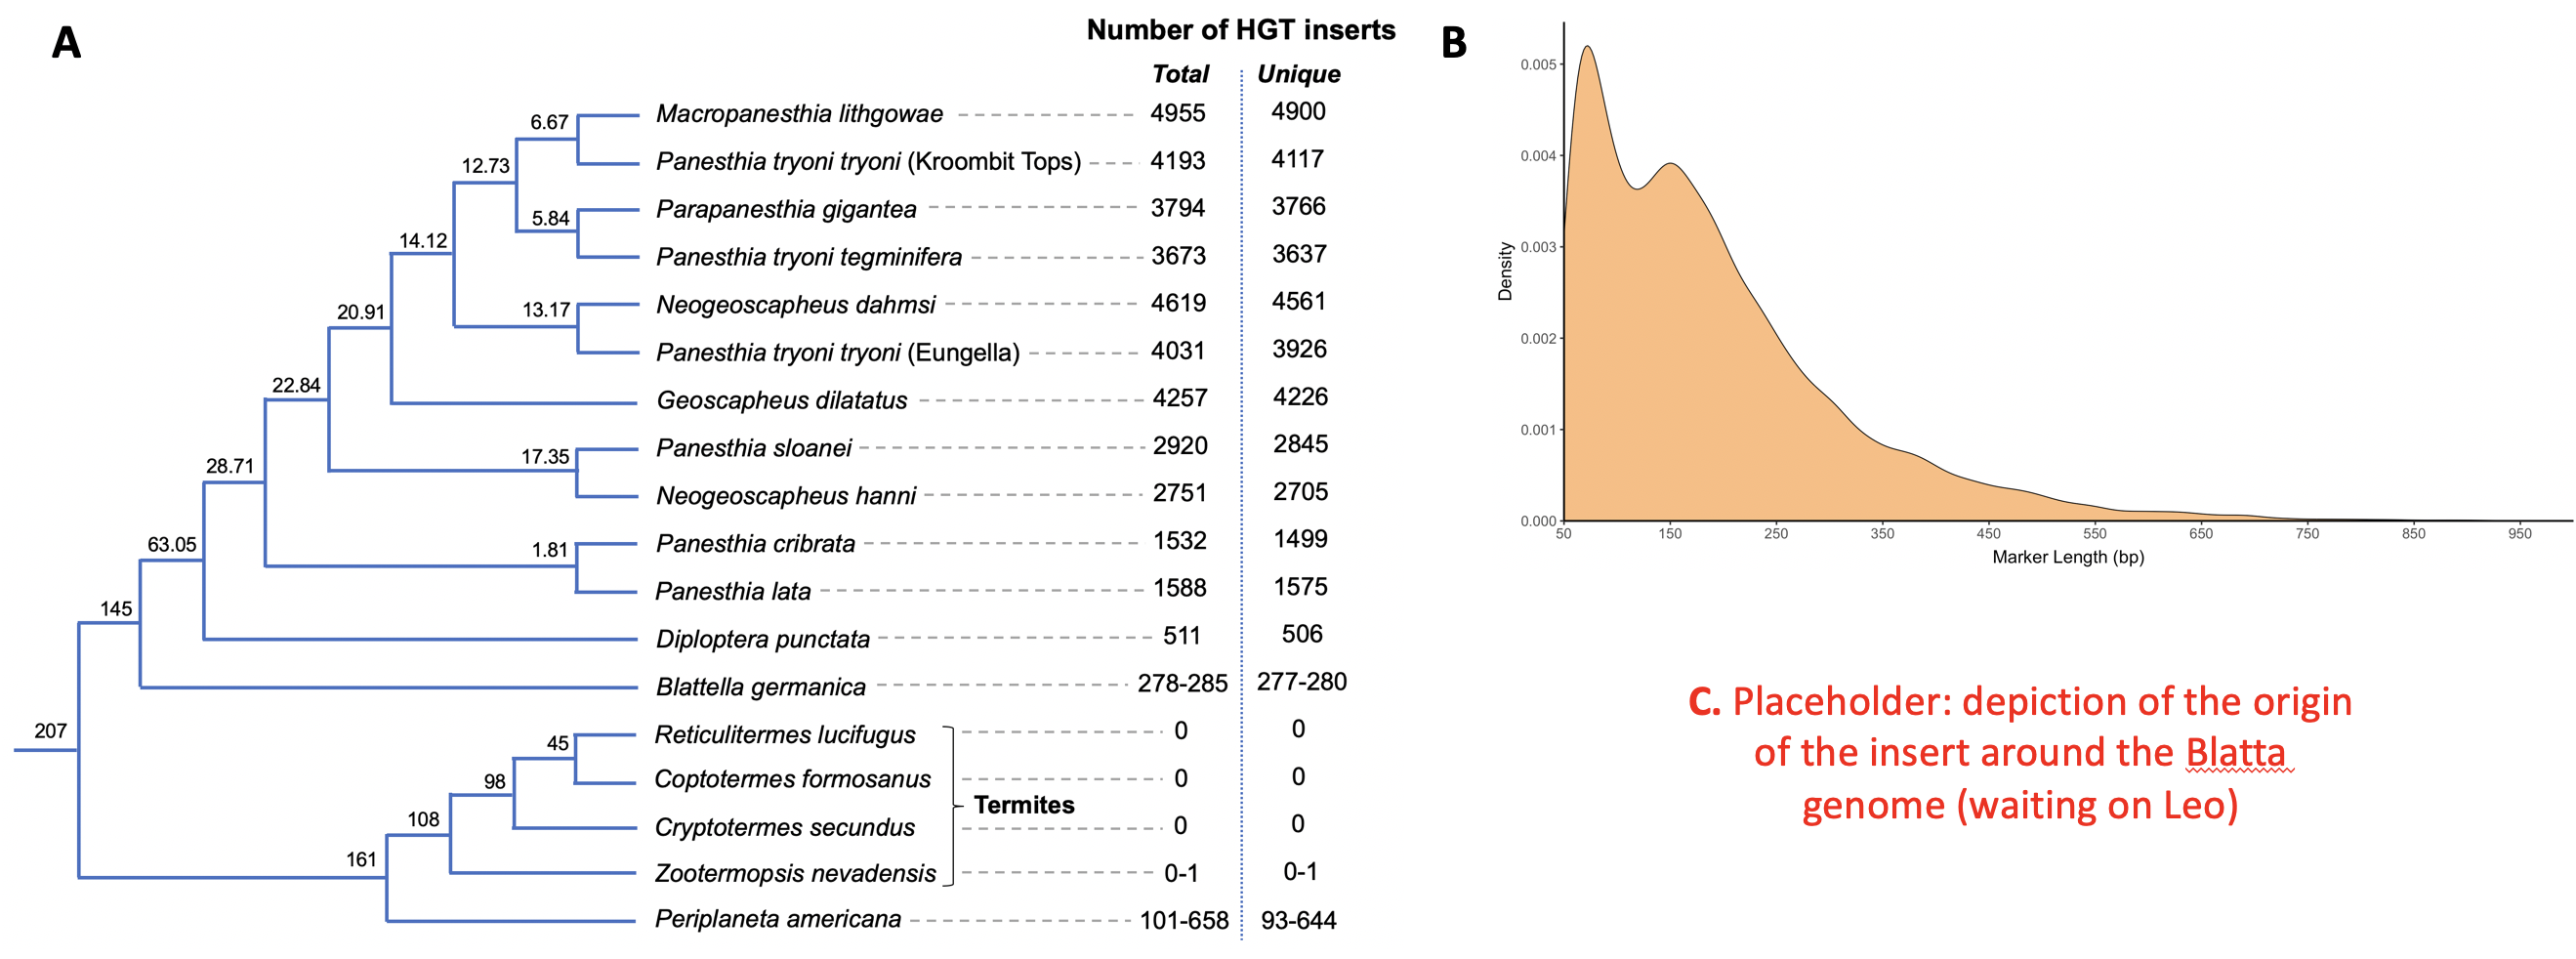 A
Number of HGT inserts
Total Unique
Macropanesthia lithgowae 4955 4900
6.67
Panesthia tryoni tryoni (Kroombit Tops) 4193 4117
12.73
Parapanesthia gigantea 3794 3766
5.84
Panesthia tryoni tegminifera 3673 3637
14.12
Neogeoscapheus dahmsi 4619 4561
13.17
20.91
Panesthia tryoni tryoni (Eungella) 4031 3926
22.84
Geoscapheus dilatatus 4257 4226
Panesthia sloanei 2920 2845
17.35
28.71
Neogeoscapheus hanni 2751 2705
Panesthia cribrata 1532 1499
63.05
1.81
Panesthia lata 1588 1575
145
Diploptera punctata 511 506
Blattella germanica 278-285 277-280
207
Reticulitermes lucifugus 0 0
45
Coptotermes formosanus 0 0
98
Termites
108
Cryptotermes secundus 0 0
161
Zootermopsis nevadensis 0-1 0-1
Periplaneta americana 101-658 93-644
B
0.005
0.004
0.003
0.002
0.001
0.000
Density
50 150 250 350 450 550 650 750 850 950
Marker Length (bp)
C. Placeholder: depiction of the origin
of the insert around the Blatta
genome (waiting on Leo)